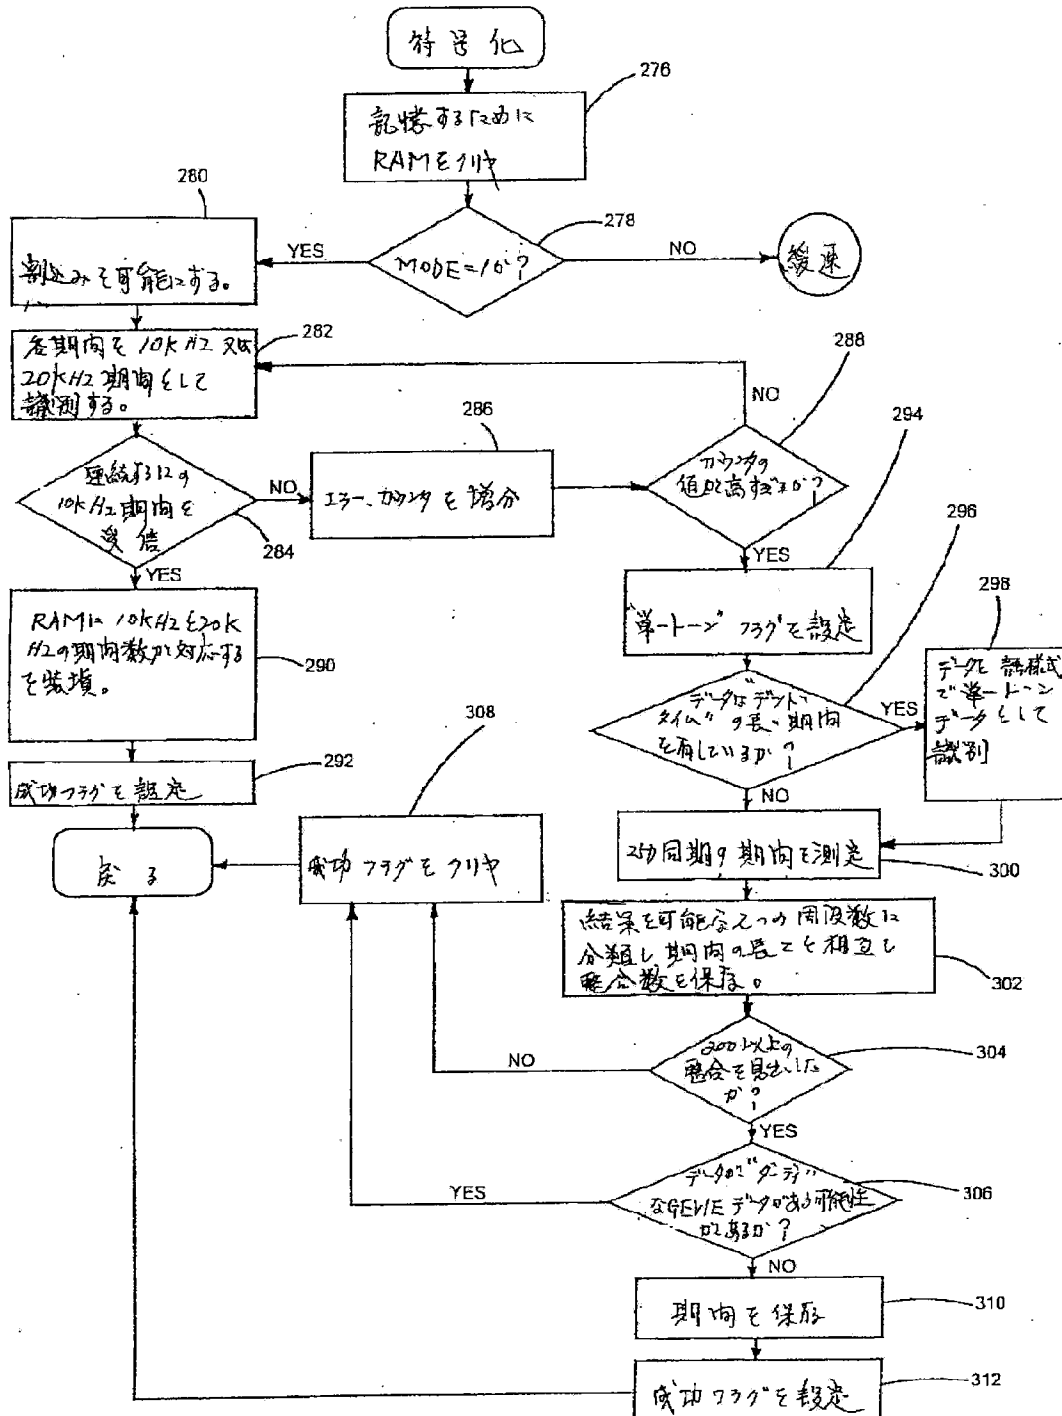 符号化
276
記憶するために
RAMをクリヤ
278
MODE=1か?
YES
NO
緩速
280
割込みを可能にする。
282
各期間を10kHz又は
20kHz期間として
識別する。
284
連続する12の
10kHz期間を
受信
NO
YES
286
エラー、カウンタを増分
288
カウンタの
値が高すぎるか?
NO
YES
290
RAMに10kHzと20k
Hzの期間数が対応する
を装填。
292
成功フラグを設定
戻る
294
"単一トーン"フラグを設定
296
データは"デッド・
タイム"の長い期間
を有しているか?
YES
NO
298
データを語様式
で単一トーン
データとして
識別
300
期間を測定
302
結果を可能な七つの周波数に
分類し、期間の長さと相互し
整合数を保存。
304
200以上の
整合を見出した
か?
NO
YES
306
データが"ダーティ"
なGENIEデータがある可能性
があるか?
YES
NO
308
成功フラグをクリヤ
310
期間を保存
312
成功フラグを設定